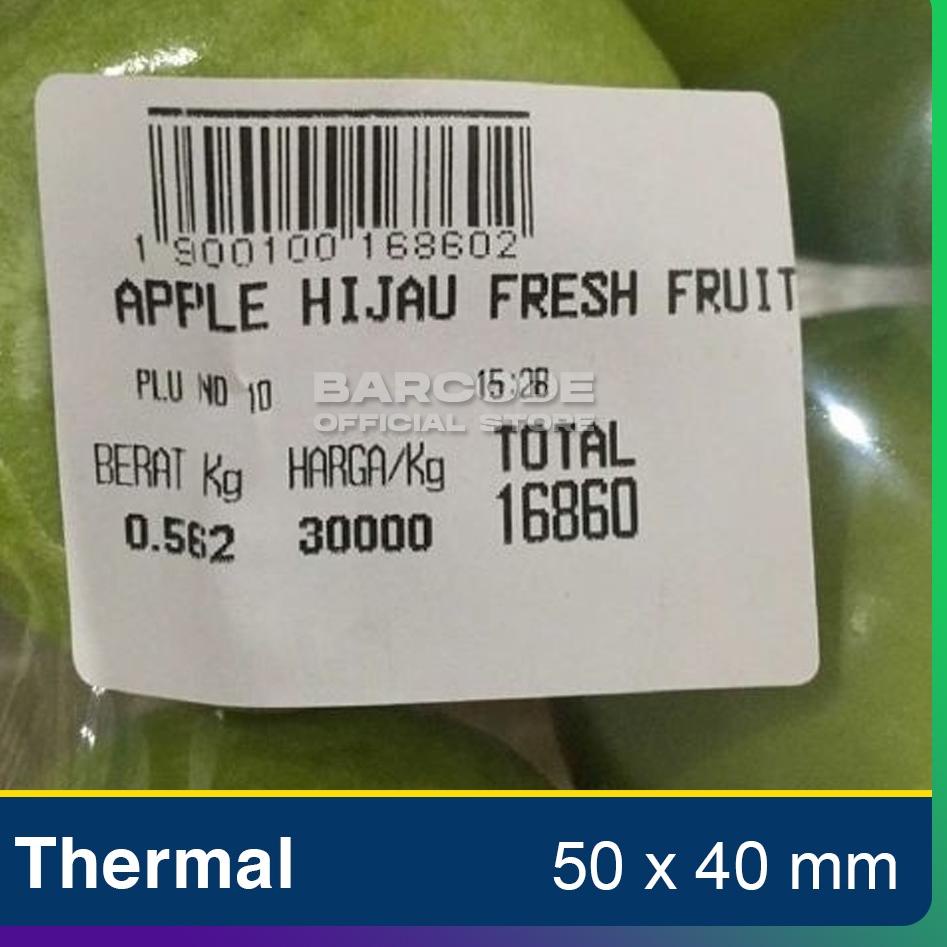 1 900100 168602
APPLE HIJAU FRESH FRUIT
PLU NO 10 15:28
BARCODE
OFFICIAL STORE
BERAT Kg HARGA/Kg TOTAL
0.562 30000 16860
Thermal 50 x 40 mm